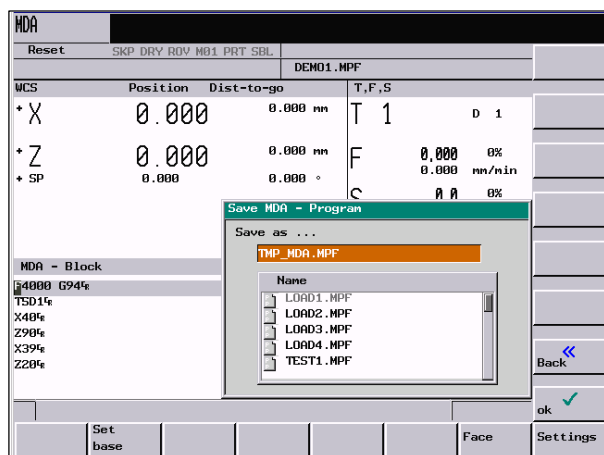 MDA
Reset SKP DRY ROV M01 PRT SBL
DEMO1.MPF
WCS Position Dist-to-go T,F,S
+ X 0.000 0.000 mm T 1 D 1
+ Z 0.000 0.000 mm F 0,000 0%
0.000 mm/min
+ SP 0.000 0.000 °
S 0.0 0%
Save MDA - Program
Save as ...
TMP_MDA.MPF
MDA - Block
Name
F4000 G94
LOAD1.MPF
TSD1
LOAD2.MPF
X40
LOAD3.MPF
Z90
LOAD4.MPF
X39
TEST1.MPF
Z20
Back
ok
Set
base
Face
Settings